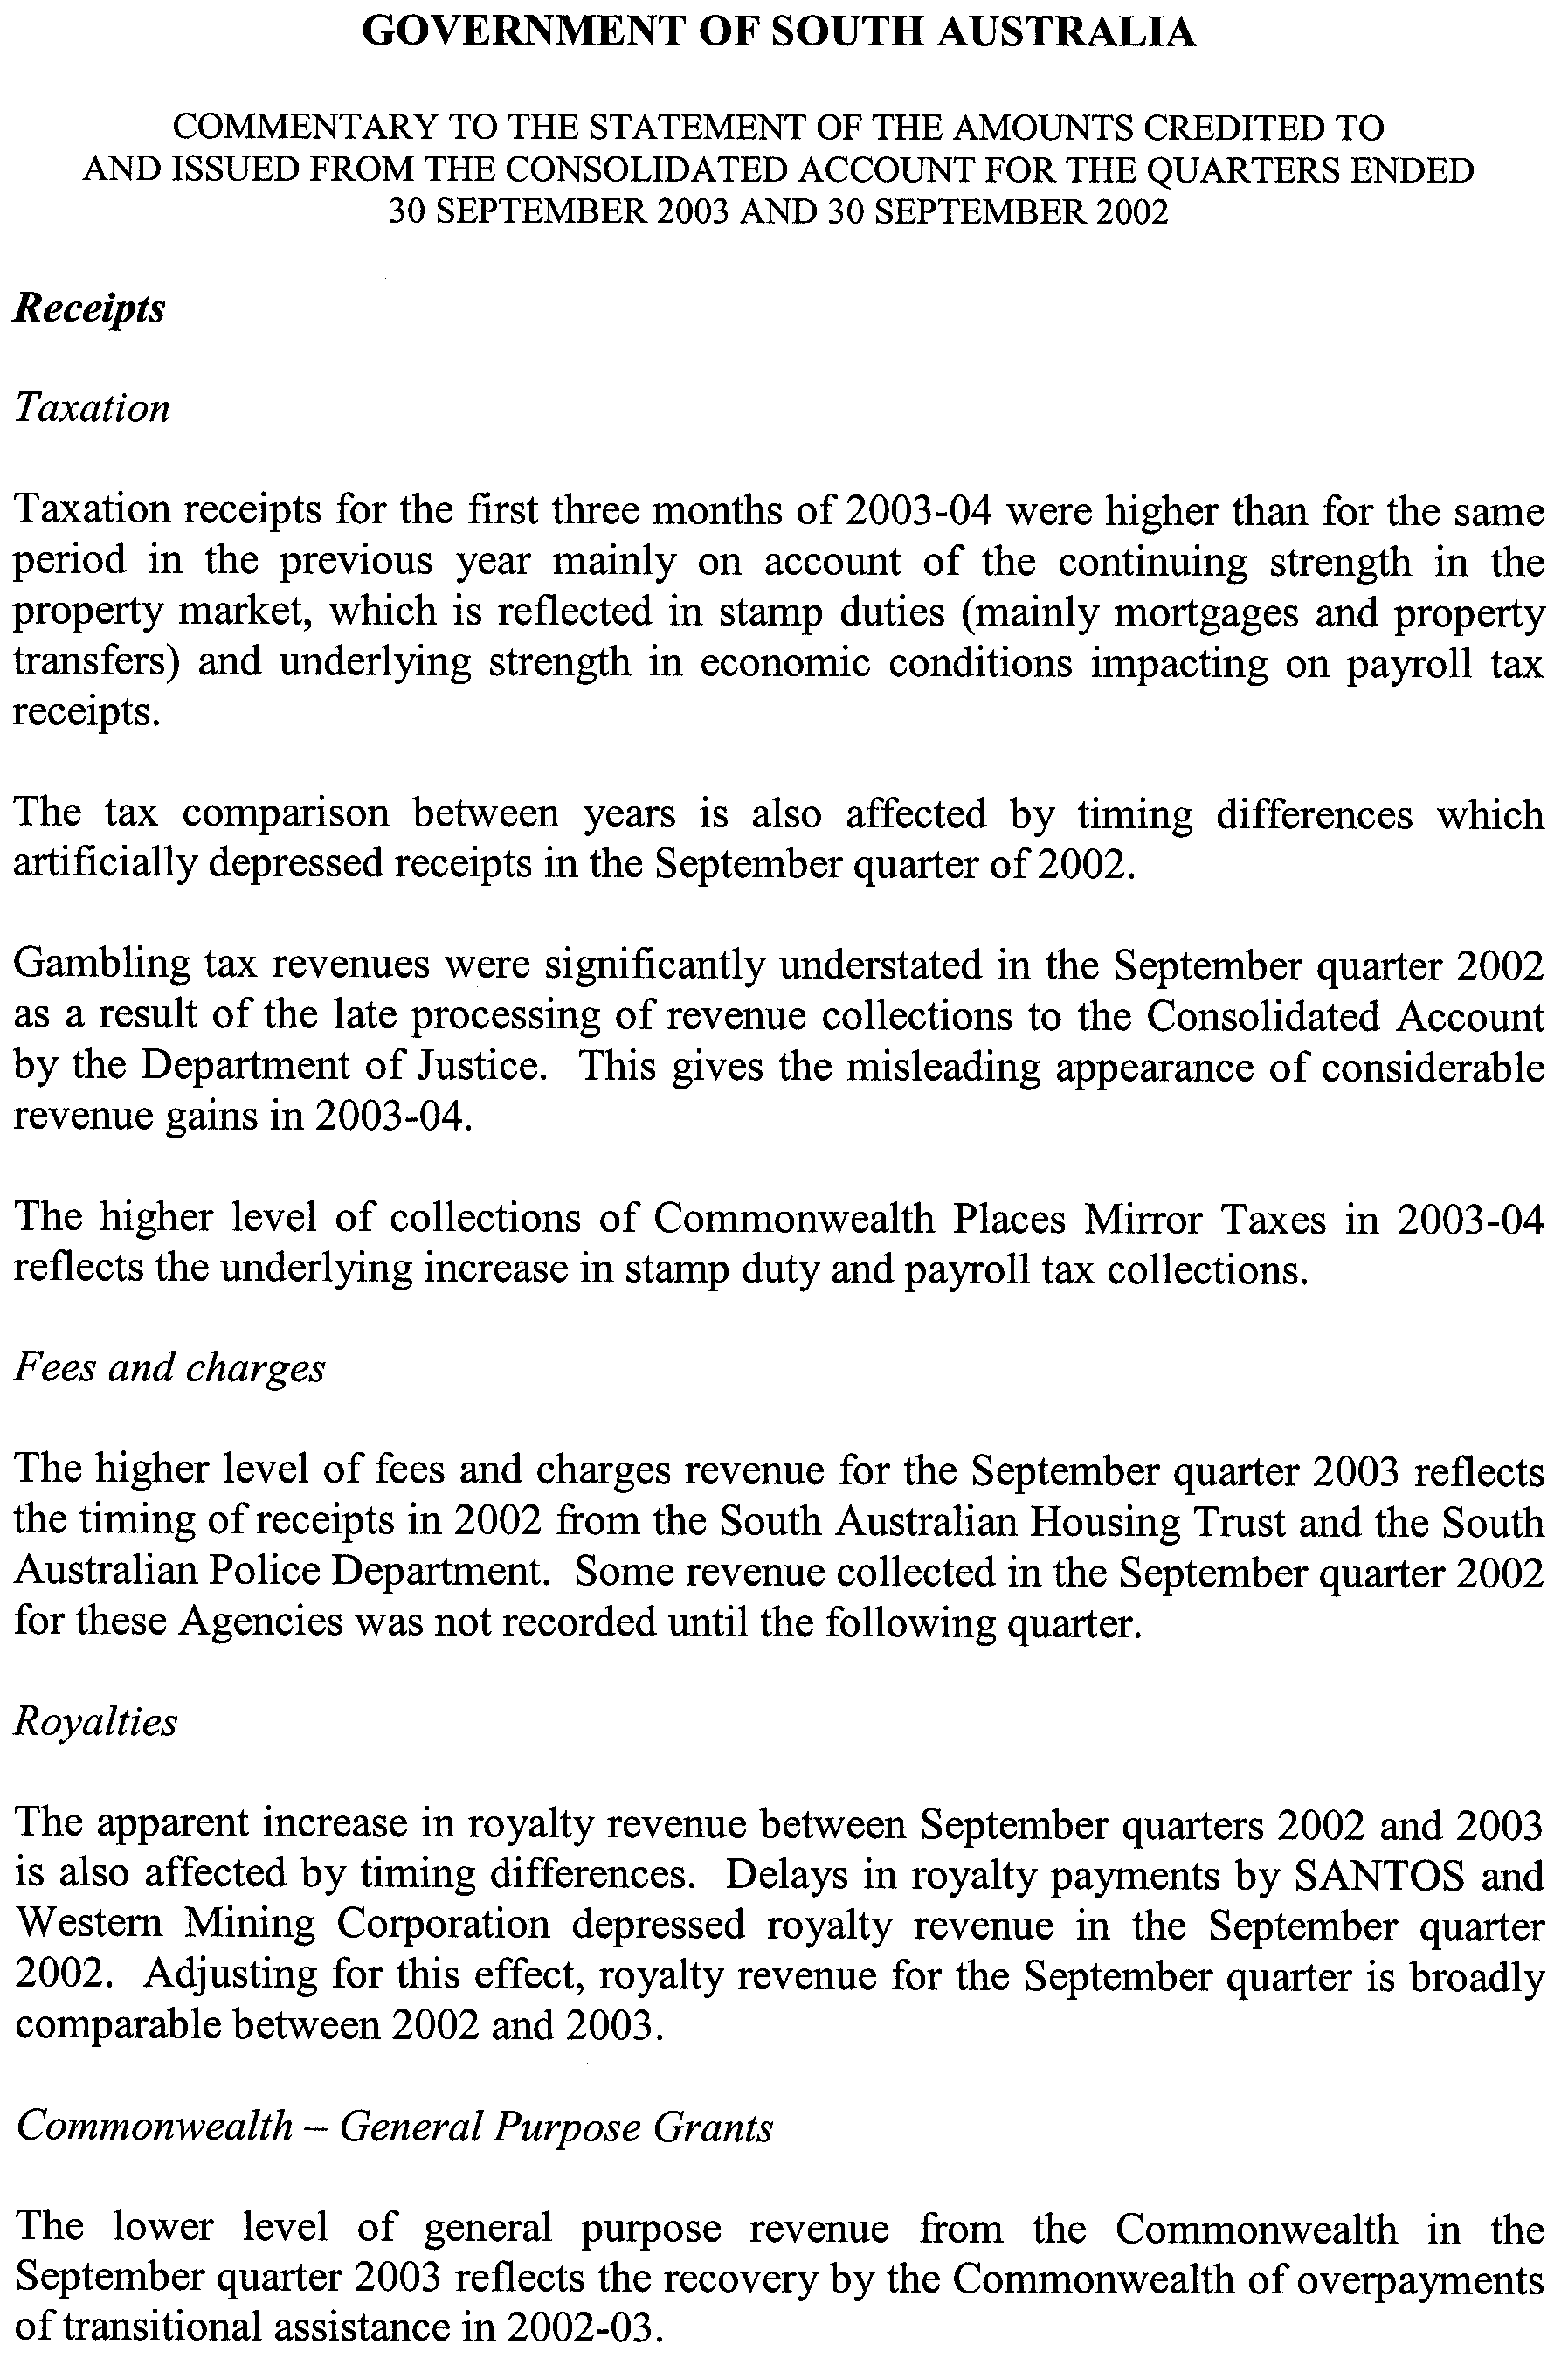 GOVERNMENT OF SOUTH AUSTRALIA
COMMENTARY TO THE STATEMENT OF THE AMOUNTS CREDITED TO
AND ISSUED FROM THE CONSOLIDATED ACCOUNT FOR THE QUARTERS ENDED
30 SEPTEMBER 2003 AND 30 SEPTEMBER 2002
Receipts
Taxation
Taxation receipts for the first three months of 2003-04 were higher than for the same
period in the previous year mainly on account of the continuing strength in the
property market, which is reflected in stamp duties (mainly mortgages and property
transfers) and underlying strength in economic conditions impacting on payroll tax
receipts.
The tax comparison between years is also affected by timing differences which
artificially depressed receipts in the September quarter of 2002.
Gambling tax revenues were significantly understated in the September quarter 2002
as a result of the late processing of revenue collections to the Consolidated Account
by the Department of Justice. This gives the misleading appearance of considerable
revenue gains in 2003-04.
The higher level of collections of Commonwealth Places Mirror Taxes in 2003-04
reflects the underlying increase in stamp duty and payroll tax collections.
Fees and charges
The higher level of fees and charges revenue for the September quarter 2003 reflects
the timing of receipts in 2002 from the South Australian Housing Trust and the South
Australian Police Department. Some revenue collected in the September quarter 2002
for these Agencies was not recorded until the following quarter.
Royalties
The apparent increase in royalty revenue between September quarters 2002 and 2003
is also affected by timing differences. Delays in royalty payments by SANTOS and
Western Mining Corporation depressed royalty revenue in the September quarter
2002. Adjusting for this effect, royalty revenue for the September quarter is broadly
comparable between 2002 and 2003.
Commonwealth – General Purpose Grants
The lower level of general purpose revenue from the Commonwealth in the
September quarter 2003 reflects the recovery by the Commonwealth of overpayments
of transitional assistance in 2002-03.